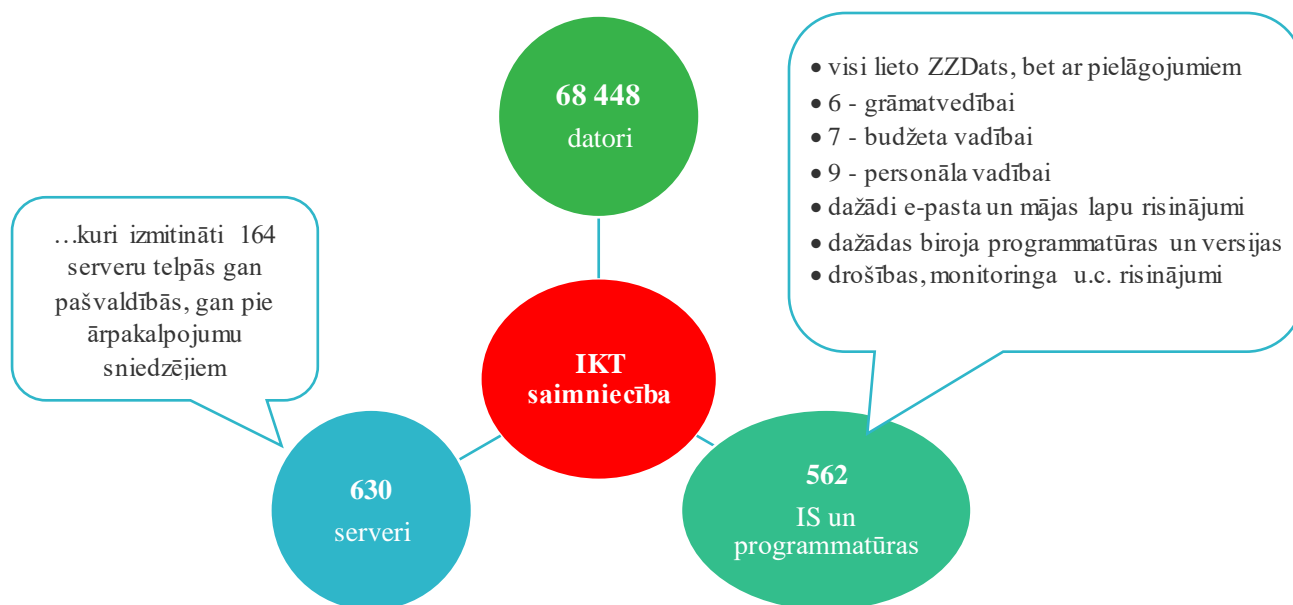 68 448
datori
• visi lieto ZZDats, bet ar pielāgojumiem
• 6 - grāmatvedībai
• 7 - budžeta vadībai
• 9 - personāla vadībai
• dažādi e-pasta un mājas lapu risinājumi
• dažādas biroja programmatūras un versijas
• drošības, monitoringa u.c. risinājumi
…kuri izmitināti 164
serveru telpās gan
pašvaldībās, gan pie
ārpakalpojumu
sniedzējiem
IKT
saimniecība
630
serveri
562
IS un
programmatūras